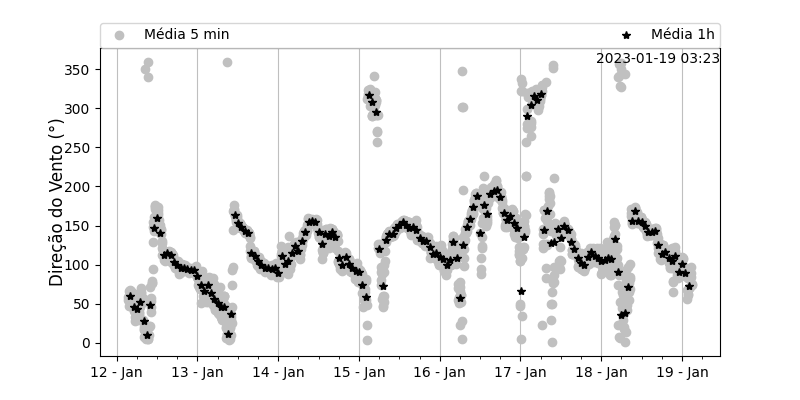 Média 5 min
Média 1h
2023-01-19 03:23
Direção do Vento (°)
350
300
250
200
150
100
50
0
12 - Jan
13 - Jan
14 - Jan
15 - Jan
16 - Jan
17 - Jan
18 - Jan
19 - Jan